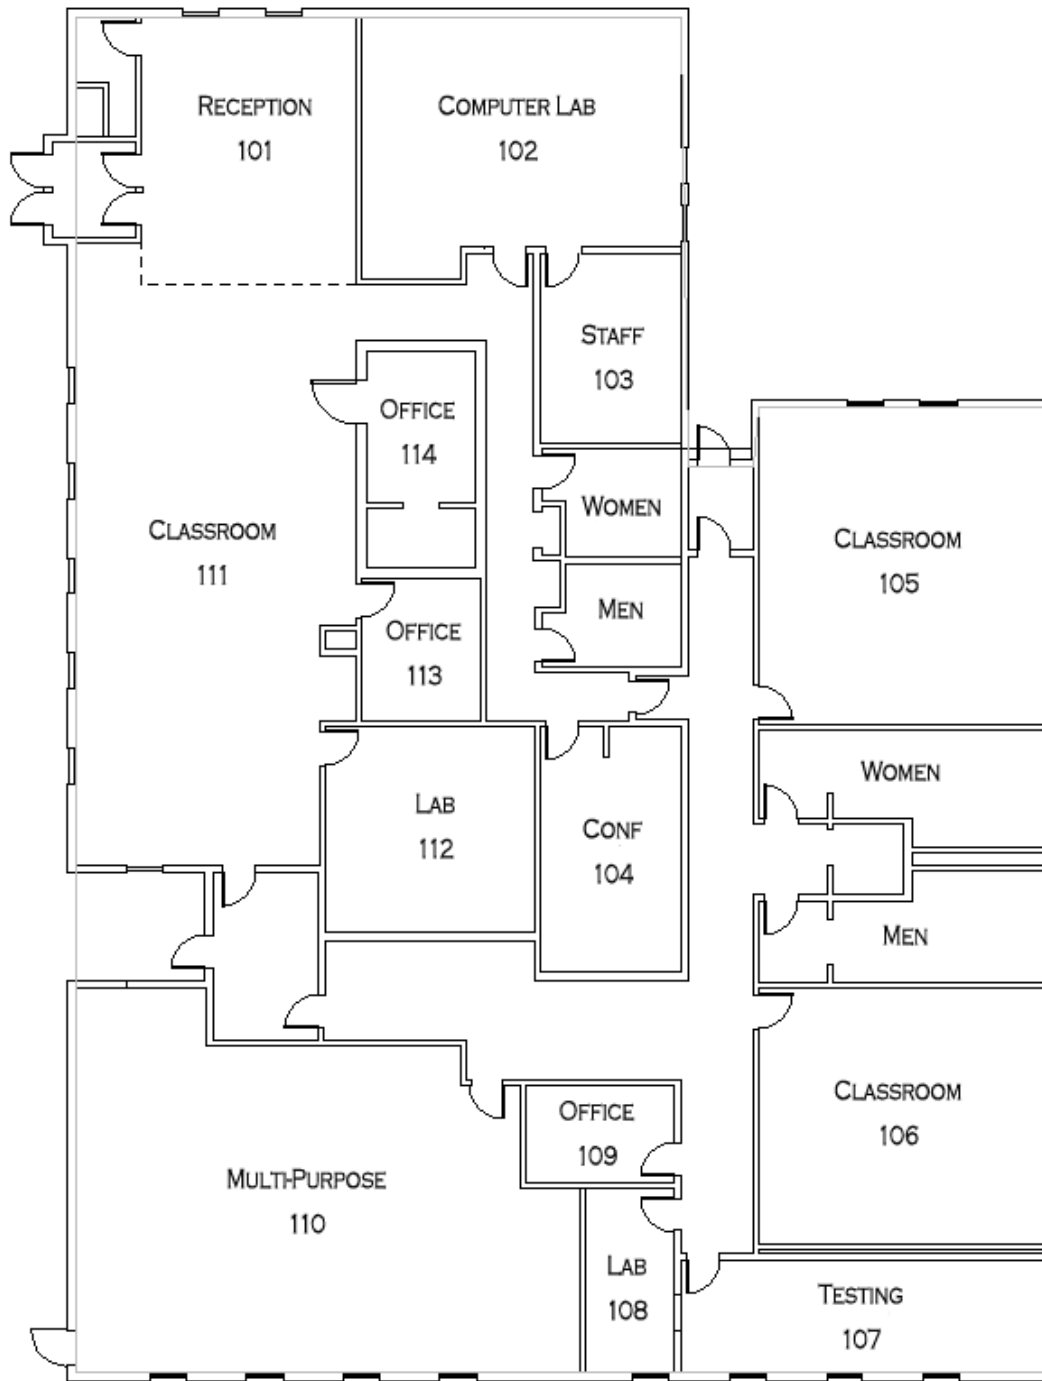 Reception
101
Computer Lab
102
Staff
103
Office
114
Women
Classroom
111
Classroom
105
Men
Office
113
Women
Lab
112
Conf
104
Men
Classroom
106
Office
109
Multi-Purpose
110
Lab
108
Testing
107